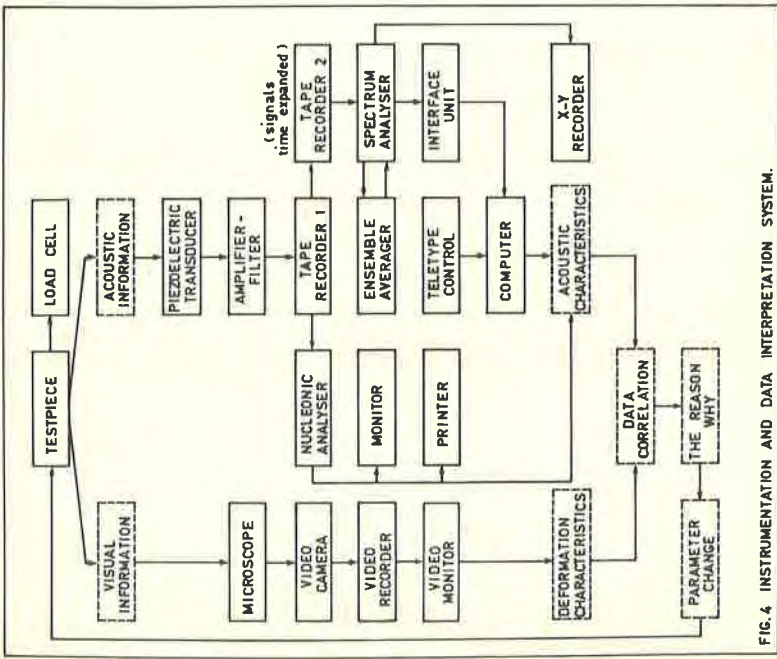 TESTPIECE
LOAD CELL
VISUAL
INFORMATION
ACOUSTIC
INFORMATION
MICROSCOPE
PIEZOELECTRIC
TRANSDUCER
VIDEO
CAMERA
AMPLIFIER-
FILTER
VIDEO
RECORDER
NUCLEONIC
ANALYSER
TAPE
RECORDER 1
TAPE
RECORDER 2
(signals
time expanded)
VIDEO
MONITOR
MONITOR
ENSEMBLE
AVERAGER
SPECTRUM
ANALYSER
PRINTER
TELETYPE
CONTROL
INTERFACE
UNIT
COMPUTER
DEFORMATION
CHARACTERISTICS
ACOUSTIC
CHARACTERISTICS
X-Y
RECORDER
DATA
CORRELATION
PARAMETER
CHANGE
THE REASON
WHY
FIG.4 INSTRUMENTATION AND DATA INTERPRETATION SYSTEM.